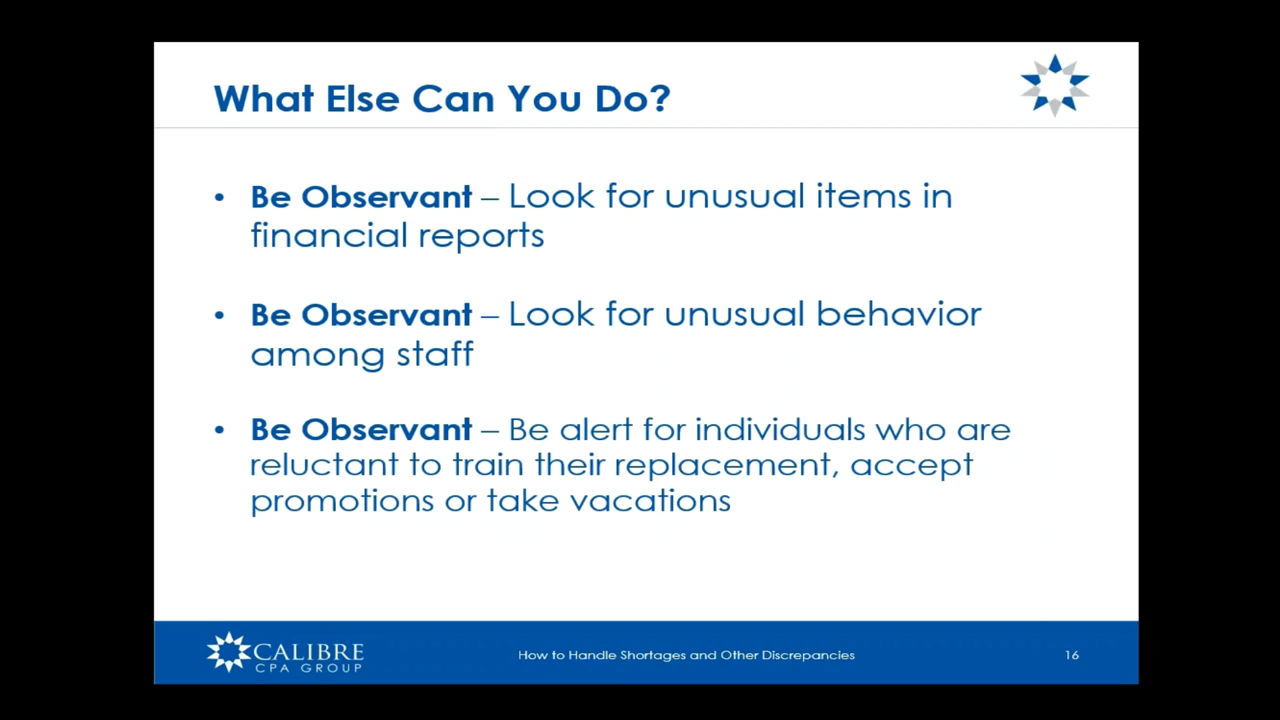 What Else Can You Do?
• Be Observant – Look for unusual items in
financial reports
• Be Observant – Look for unusual behavior
among staff
• Be Observant – Be alert for individuals who are
reluctant to train their replacement, accept
promotions or take vacations
CALIBRE
CPA GROUP
How to Handle Shortages and Other Discrepancies
16